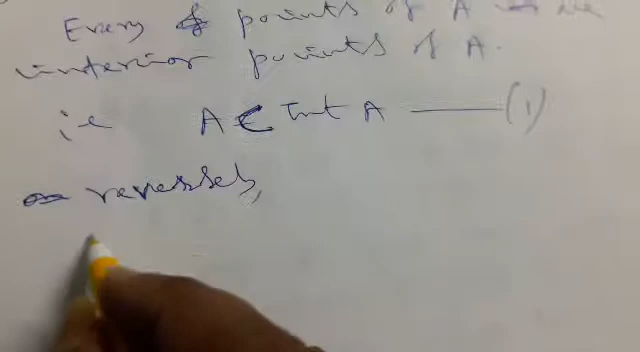 Every points of A
interior points of A.
ie A ⊂ Int A —— (1)
reversely,